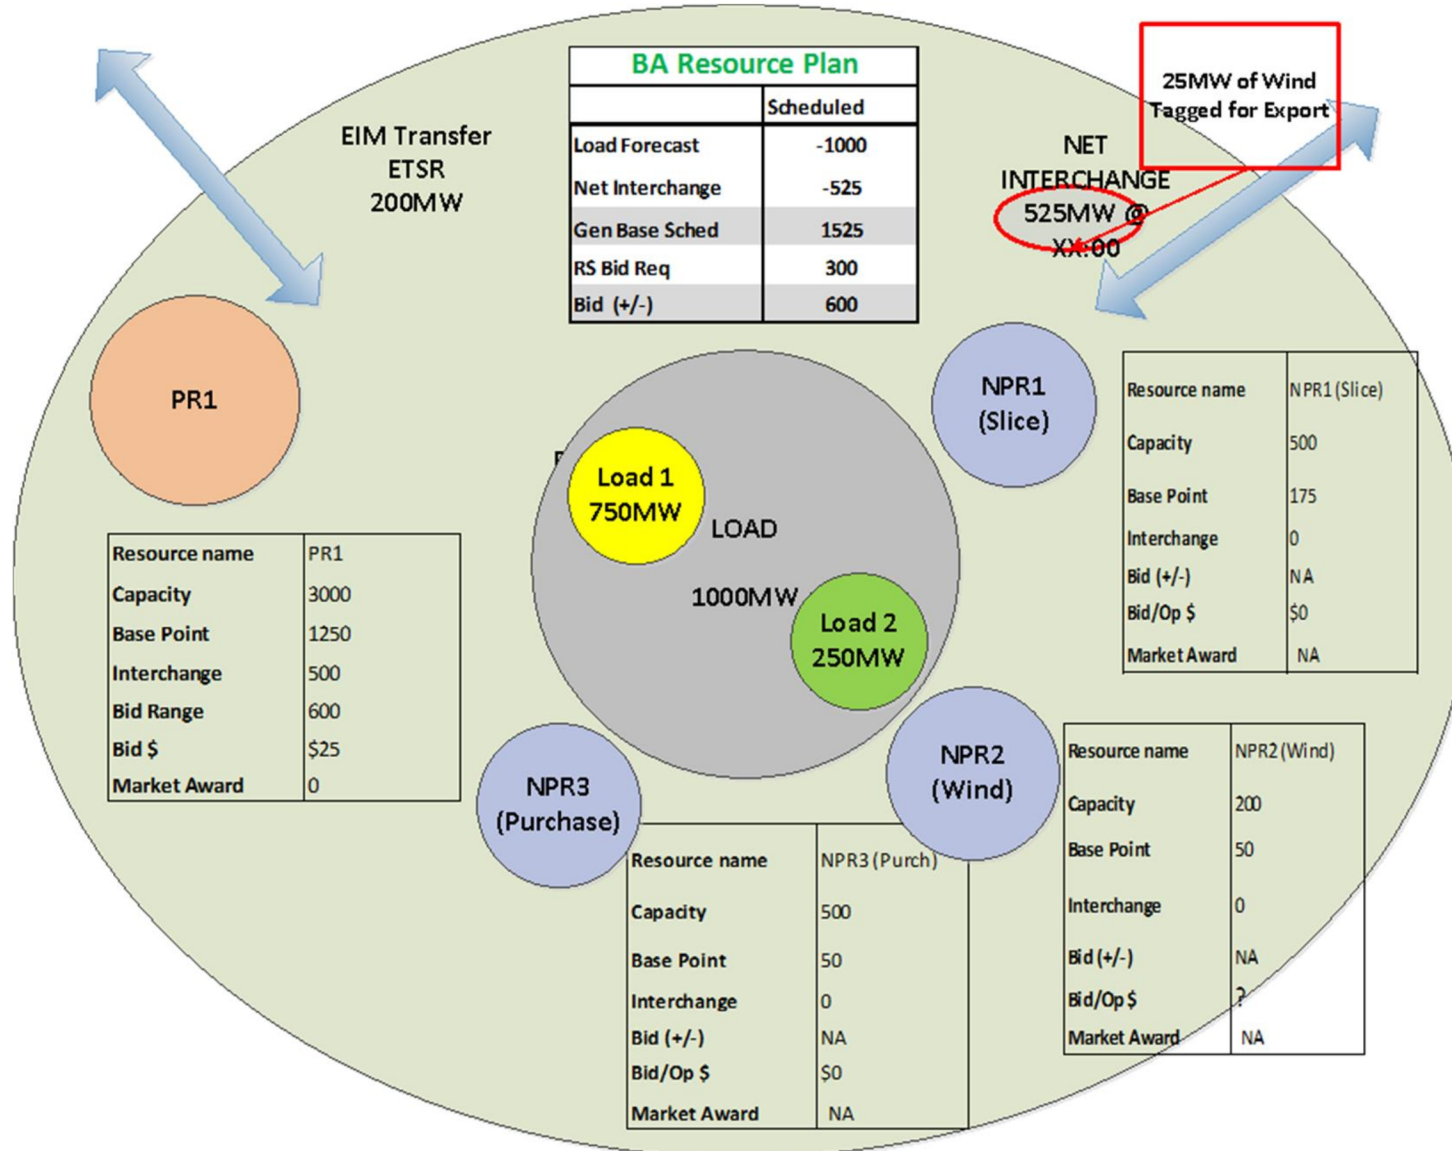 BA Resource Plan
Scheduled
Load Forecast -1000
Net Interchange -525
Gen Base Sched 1525
RS Bid Req 300
Bid (+/-) 600
EIM Transfer
ETSR
200MW
25MW of Wind
Tagged for Export
NET
INTERCHANGE
525MW @
XX:00
PR1
NPR1
(Slice)
Resource name NPR1 (Slice)
Capacity 500
Base Point 175
Interchange 0
Bid (+/-) NA
Bid/Op $ $0
Market Award NA
Load 1
750MW
LOAD
1000MW
Load 2
250MW
Resource name PR1
Capacity 3000
Base Point 1250
Interchange 500
Bid Range 600
Bid $ $25
Market Award 0
NPR3
(Purchase)
NPR2
(Wind)
Resource name NPR2 (Wind)
Capacity 200
Base Point 50
Interchange 0
Bid (+/-) NA
Bid/Op $ ?
Market Award NA
Resource name NPR3 (Purch)
Capacity 500
Base Point 50
Interchange 0
Bid (+/-) NA
Bid/Op $ $0
Market Award NA